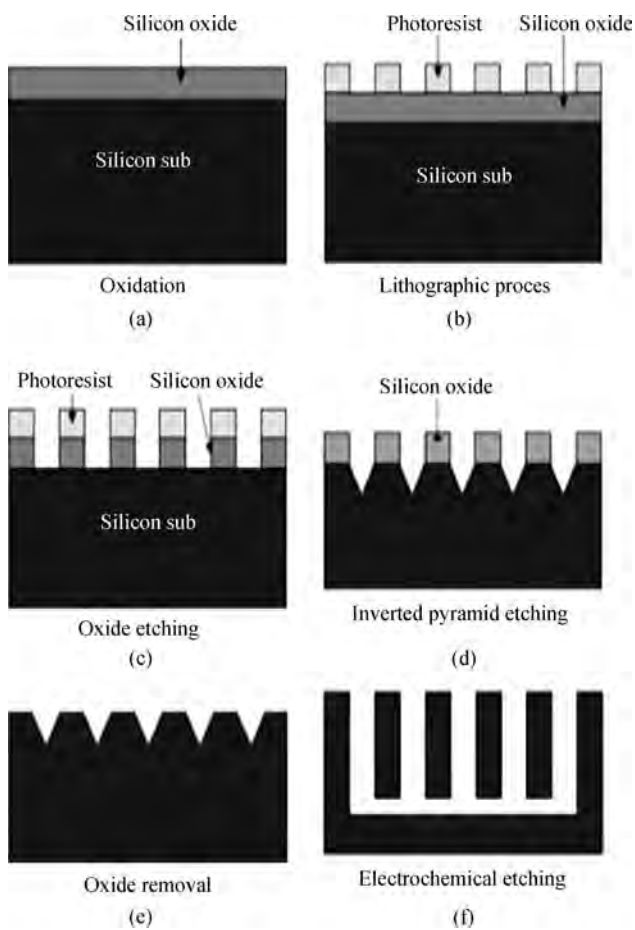 Silicon oxide
Silicon sub
Oxidation
(a)
Photoresist Silicon oxide
Silicon sub
Lithographic proces
(b)
Photoresist Silicon oxide
Silicon sub
Oxide etching
(c)
Silicon oxide
Inverted pyramid etching
(d)
Oxide removal
(e)
Electrochemical etching
(f)